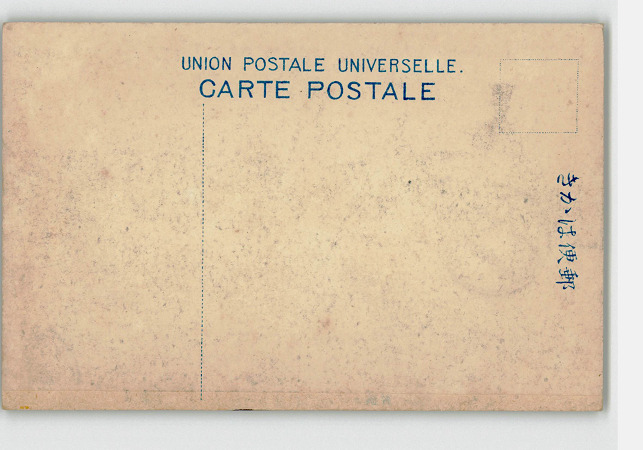 UNION POSTALE UNIVERSELLE.
CARTE POSTALE
きかは便郵